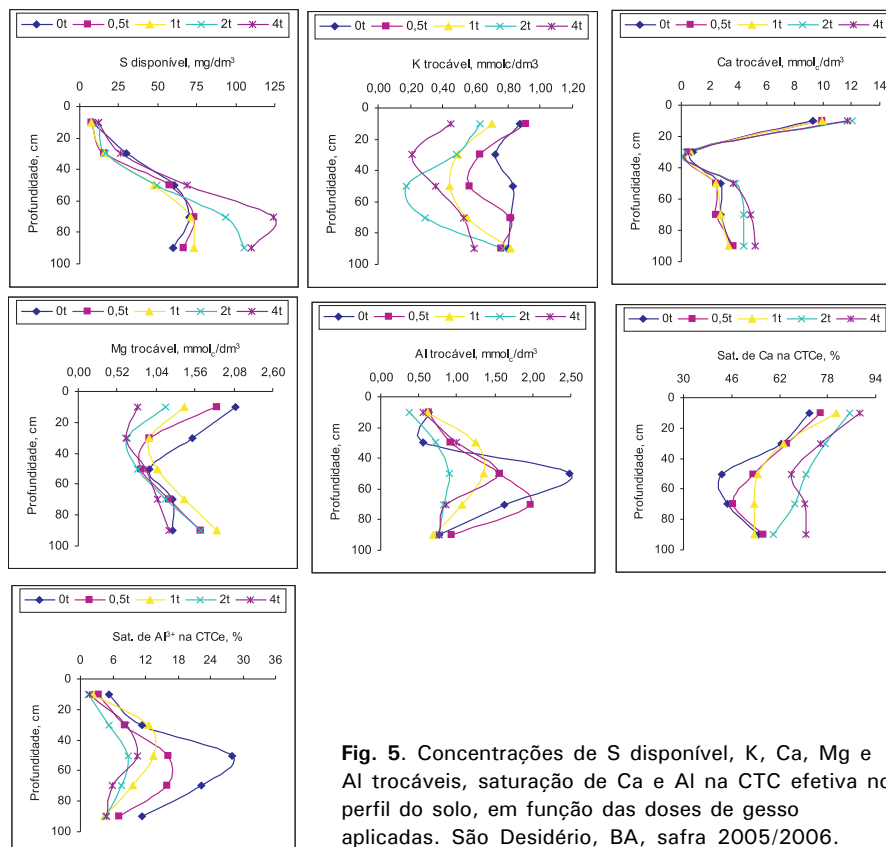 0t 0,5t 1t 2t 4t
S disponível, mg/dm³
0 25 50 75 100 125
Profundidade, cm
0
20
40
60
80
100
0t 0,5t 1t 2t 4t
K trocável, mmolc/dm3
0,00 0,20 0,40 0,60 0,80 1,00 1,20
Profundidade, cm
0
20
40
60
80
100
0t 0,5t 1t 2t 4t
Ca trocável, mmolc/dm³
0 2 4 6 8 10 12 14
Profundidade, cm
0
20
40
60
80
100
0t 0,5t 1t 2t 4t
Mg trocável, mmolc/dm³
0,00 0,52 1,04 1,56 2,08 2,60
Profundidade, cm
0
20
40
60
80
100
0t 0,5t 1t 2t 4t
Al trocável, mmolc/dm³
0,00 0,50 1,00 1,50 2,00 2,50
Profundidade, cm
0
20
40
60
80
100
0t 0,5t 1t 2t 4t
Sat. de Ca na CTCe, %
30 46 62 78 94
Profundidade, cm
0
20
40
60
80
100
0t 0,5t 1t 2t 4t
Sat. de Al³⁺ na CTCe, %
0 6 12 18 24 30 36
Profundidade, cm
0
20
40
60
80
100
Fig. 5. Concentrações de S disponível, K, Ca, Mg e
Al trocáveis, saturação de Ca e Al na CTC efetiva no
perfil do solo, em função das doses de gesso
aplicadas. São Desidério, BA, safra 2005/2006.